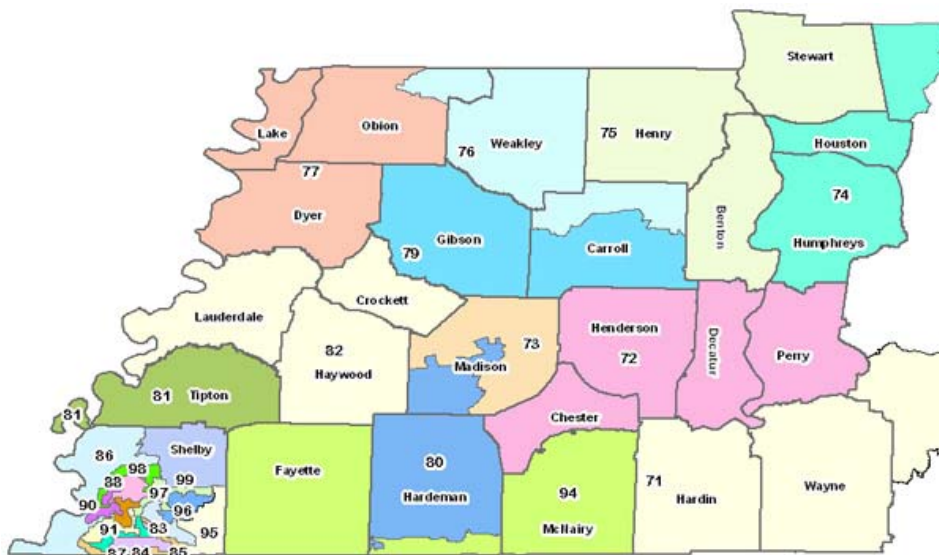 Stewart
Lake
Obion
76
Weakley
75
Henry
Houston
77
Dyer
74
Benton
Humphreys
79
Gibson
Carroll
Crockett
Lauderdale
82
Haywood
73
Madison
Henderson
72
Decatur
Perry
81
Tipton
81
Chester
86
Shelby
98
88
99
97
90
96
91
83
95
87
84
85
Fayette
80
Hardeman
94
McNairy
71
Hardin
Wayne